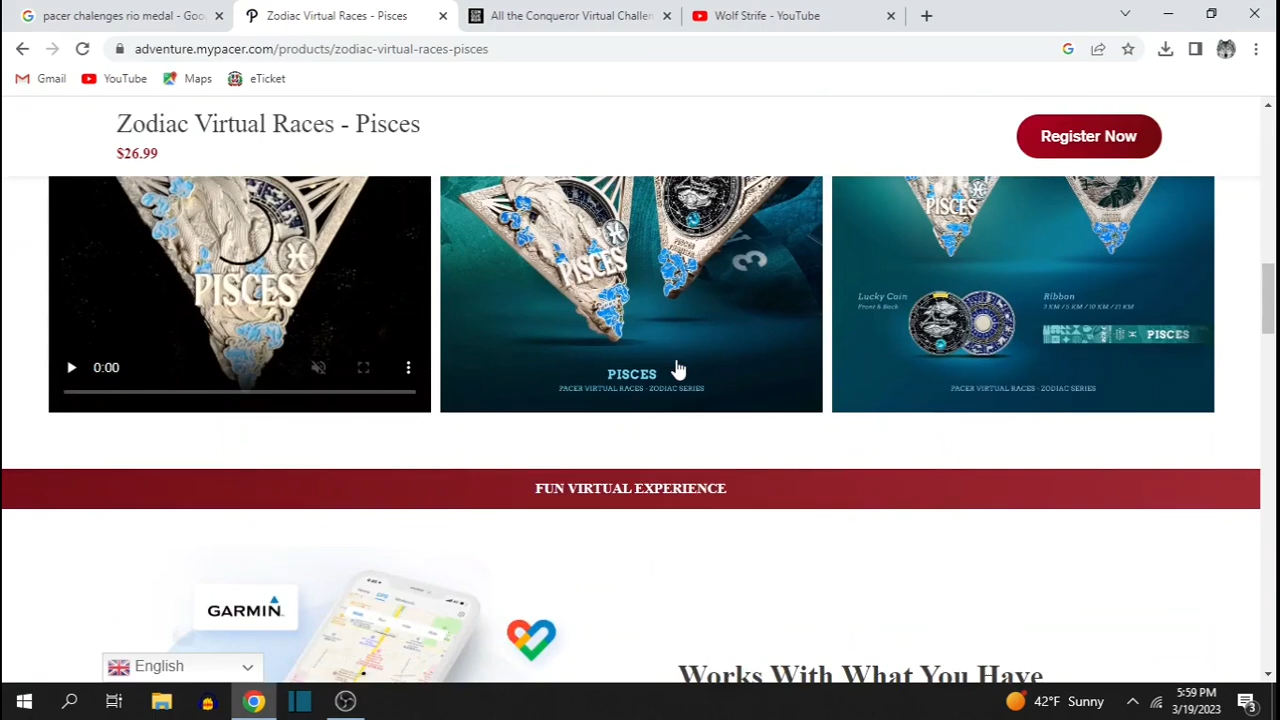 pacer chalenges rio medal - Goo
Zodiac Virtual Races - Pisces
All the Conqueror Virtual Challen
Wolf Strife - YouTube
adventure.mypacer.com/products/zodiac-virtual-races-pisces
Gmail
YouTube
Maps
eTicket
Zodiac Virtual Races - Pisces
$26.99
Register Now
PISCES
0:00
PISCES
PISCES
PACER VIRTUAL RACES - ZODIAC SERIES
PISCES
Lucky Coin
Front & Back
Ribbon
3 KM / 5 KM / 10 KM / 21 KM
PISCES
PACER VIRTUAL RACES - ZODIAC SERIES
FUN VIRTUAL EXPERIENCE
GARMIN
English
Works With What You Have
42°F Sunny
5:59 PM
3/19/2023
3